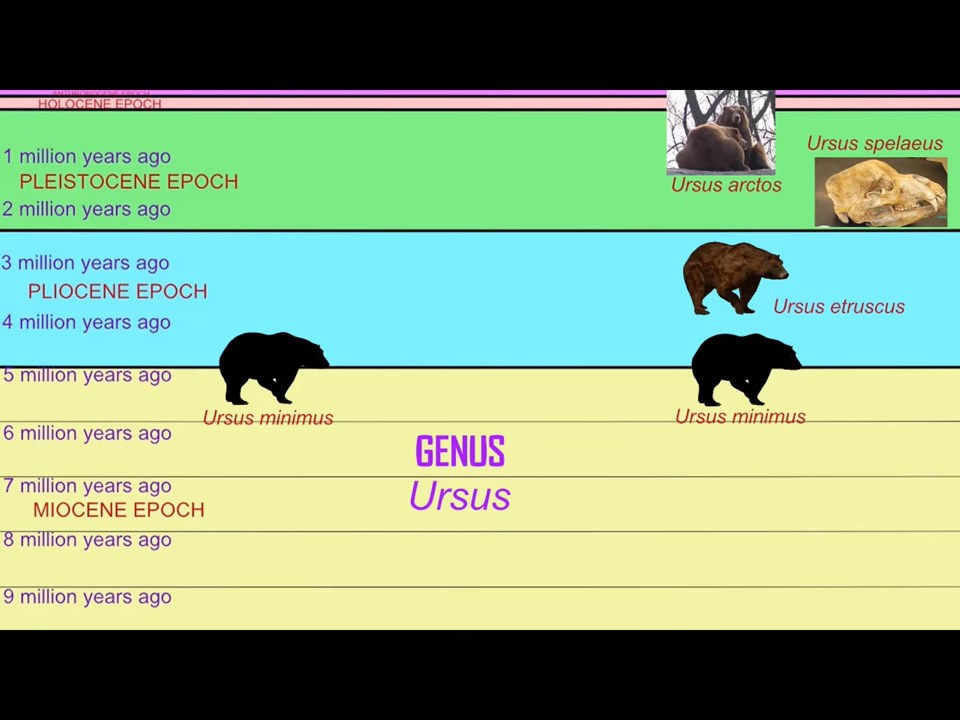 ANTHROPOCENE EPOCH
HOLOCENE EPOCH
1 million years ago
Ursus spelaeus
PLEISTOCENE EPOCH
Ursus arctos
2 million years ago
3 million years ago
PLIOCENE EPOCH
Ursus etruscus
4 million years ago
5 million years ago
Ursus minimus
Ursus minimus
6 million years ago
GENUS
Ursus
7 million years ago
MIOCENE EPOCH
8 million years ago
9 million years ago